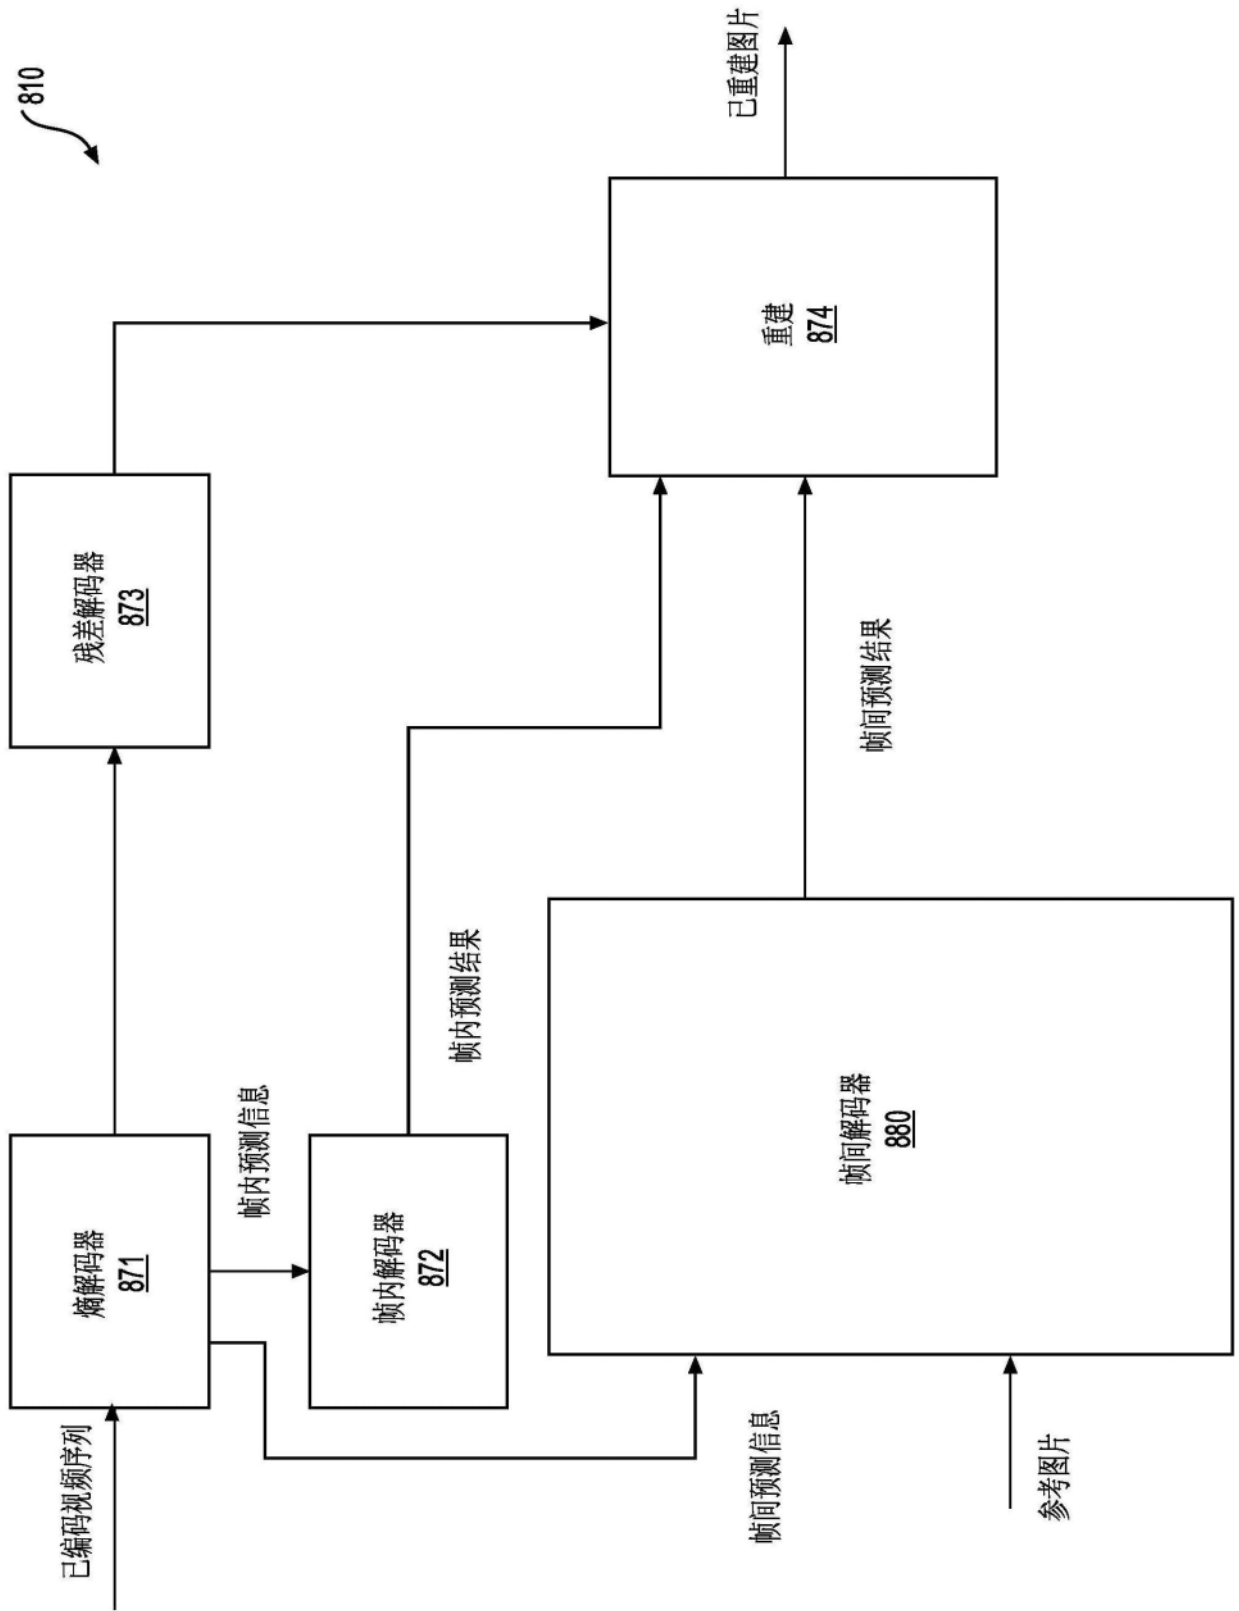 810
已编码视频序列
熵解码器
871
残差解码器
873
帧内预测信息
帧内解码器
872
帧内预测结果
重建
874
已重建图片
帧间预测信息
帧间解码器
880
帧间预测结果
参考图片